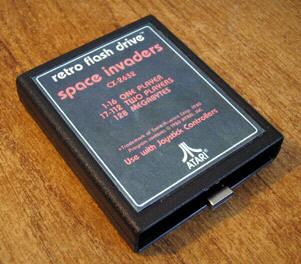 retro flash drive™
space invaders
CX-2632
1-16 ONE PLAYER
17-112 TWO PLAYERS
128 MEGABYTES
Use with Joystick Controllers
ATARI